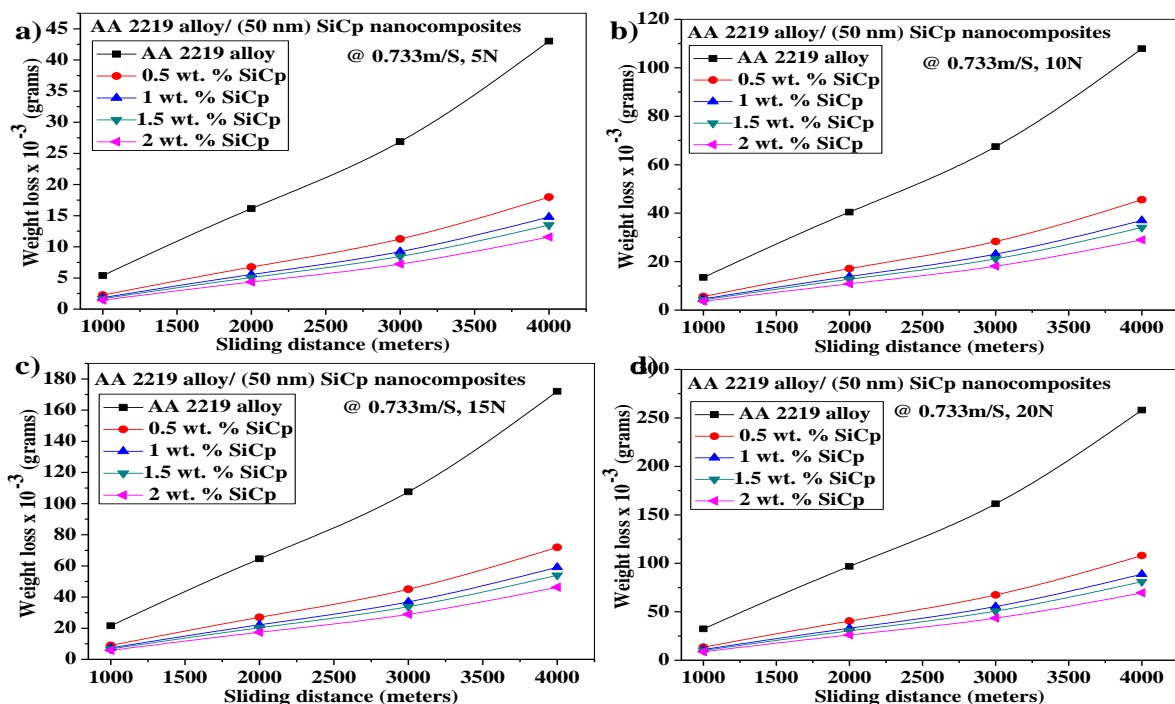 a)
AA 2219 alloy/ (50 nm) SiCp nanocomposites
@ 0.733m/S, 5N
AA 2219 alloy
0.5 wt. % SiCp
1 wt. % SiCp
1.5 wt. % SiCp
2 wt. % SiCp
Weight loss x 10⁻³ (grams)
45
40
35
30
25
20
15
10
5
0
1000 1500 2000 2500 3000 3500 4000
Sliding distance (meters)
b)
AA 2219 alloy/ (50 nm) SiCp nanocomposites
@ 0.733m/S, 10N
AA 2219 alloy
0.5 wt. % SiCp
1 wt. % SiCp
1.5 wt. % SiCp
2 wt. % SiCp
Weight loss x 10⁻³ (grams)
120
100
80
60
40
20
0
1000 1500 2000 2500 3000 3500 4000
Sliding distance (meters)
c)
AA 2219 alloy/ (50 nm) SiCp nanocomposites
@ 0.733m/S, 15N
AA 2219 alloy
0.5 wt. % SiCp
1 wt. % SiCp
1.5 wt. % SiCp
2 wt. % SiCp
Weight loss x 10⁻³ (grams)
180
160
140
120
100
80
60
40
20
0
1000 1500 2000 2500 3000 3500 4000
Sliding distance (meters)
d)
AA 2219 alloy/ (50 nm) SiCp nanocomposites
@ 0.733m/S, 20N
AA 2219 alloy
0.5 wt. % SiCp
1 wt. % SiCp
1.5 wt. % SiCp
2 wt. % SiCp
Weight loss x 10⁻³ (grams)
300
250
200
150
100
50
0
1000 1500 2000 2500 3000 3500 4000
Sliding distance (meters)